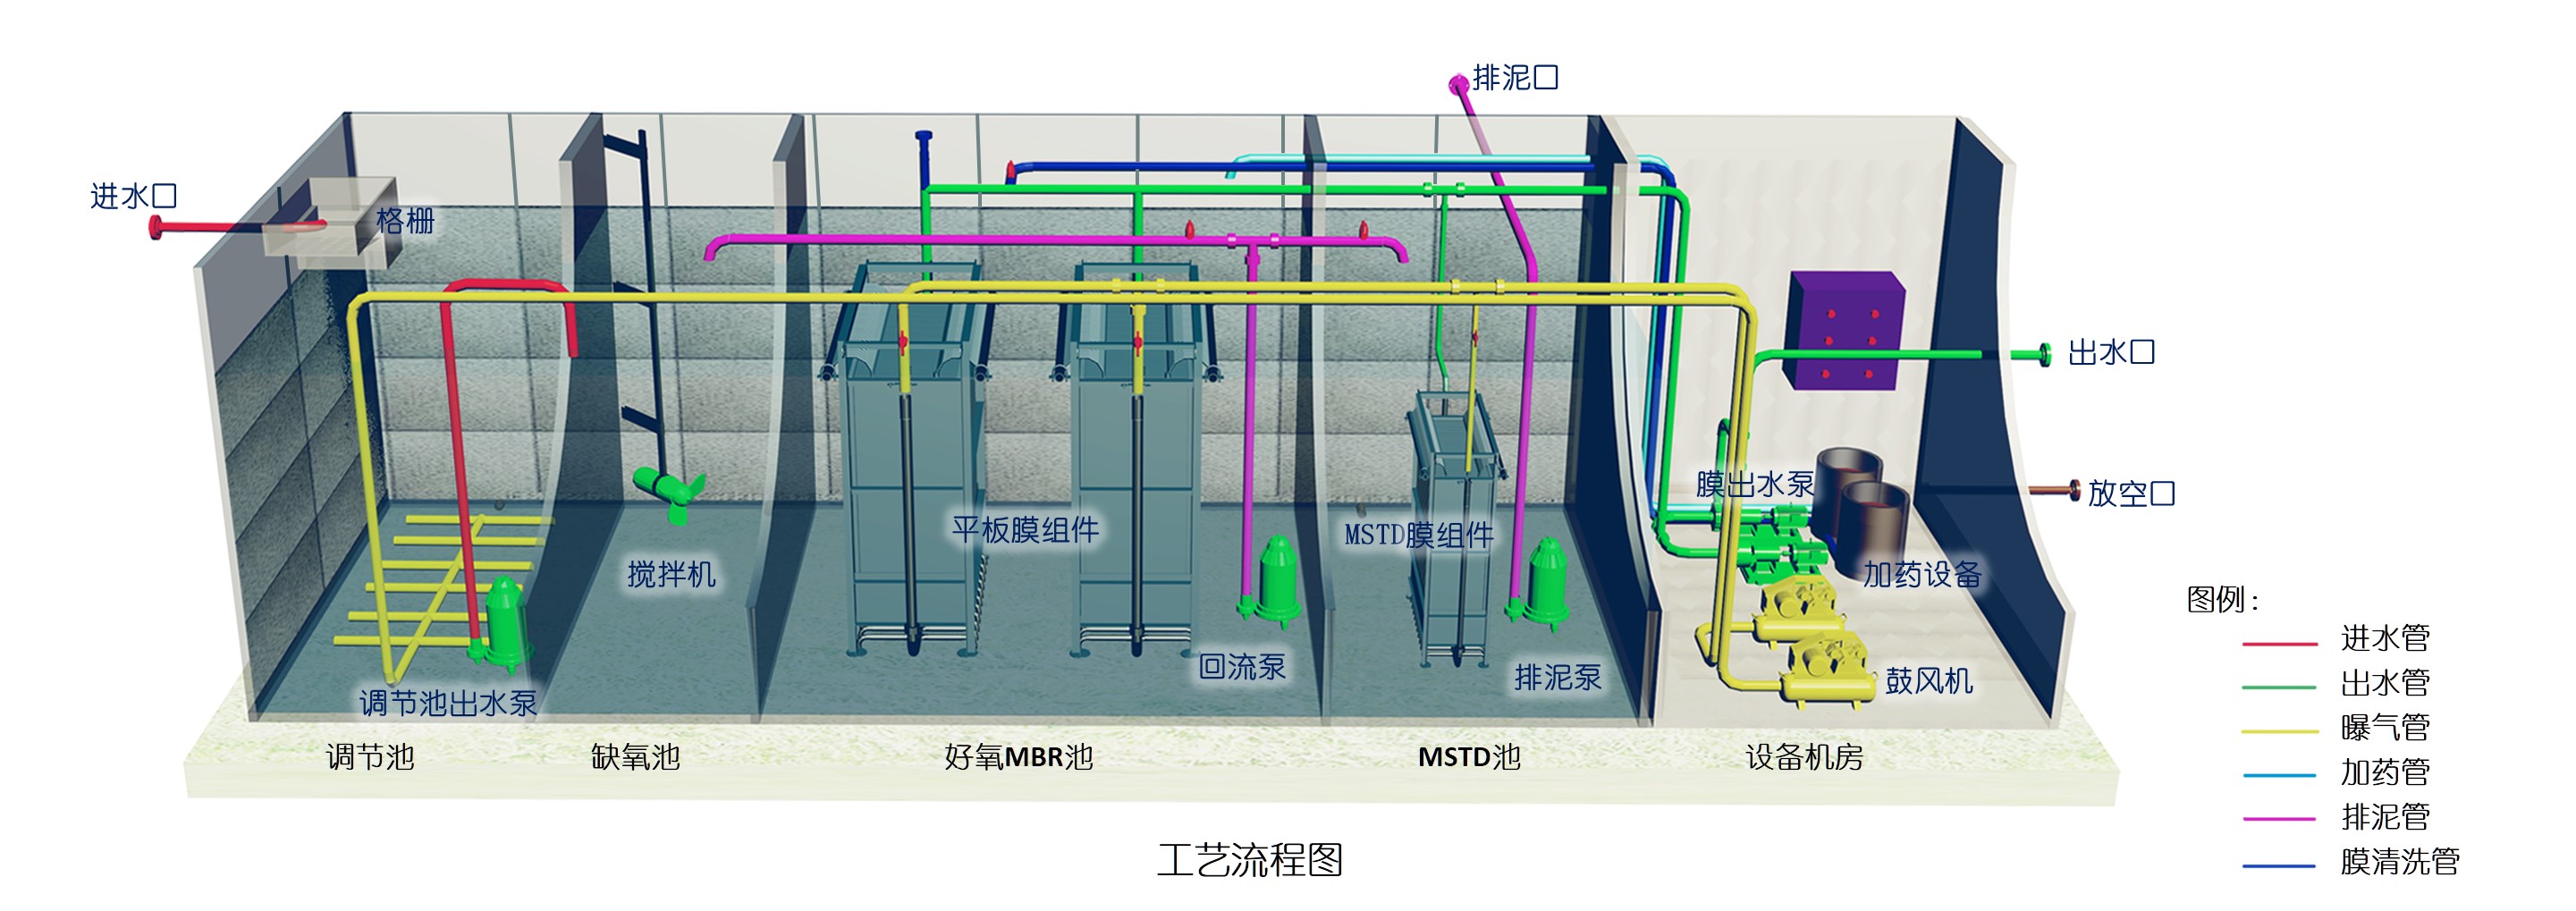 排泥口
进水口
格栅
出水口
膜出水泵
放空口
平板膜组件
MSTD膜组件
搅拌机
加药设备
回流泵
排泥泵
鼓风机
调节池出水泵
调节池
缺氧池
好氧MBR池
MSTD池
设备机房
工艺流程图
图例：
进水管
出水管
曝气管
加药管
排泥管
膜清洗管